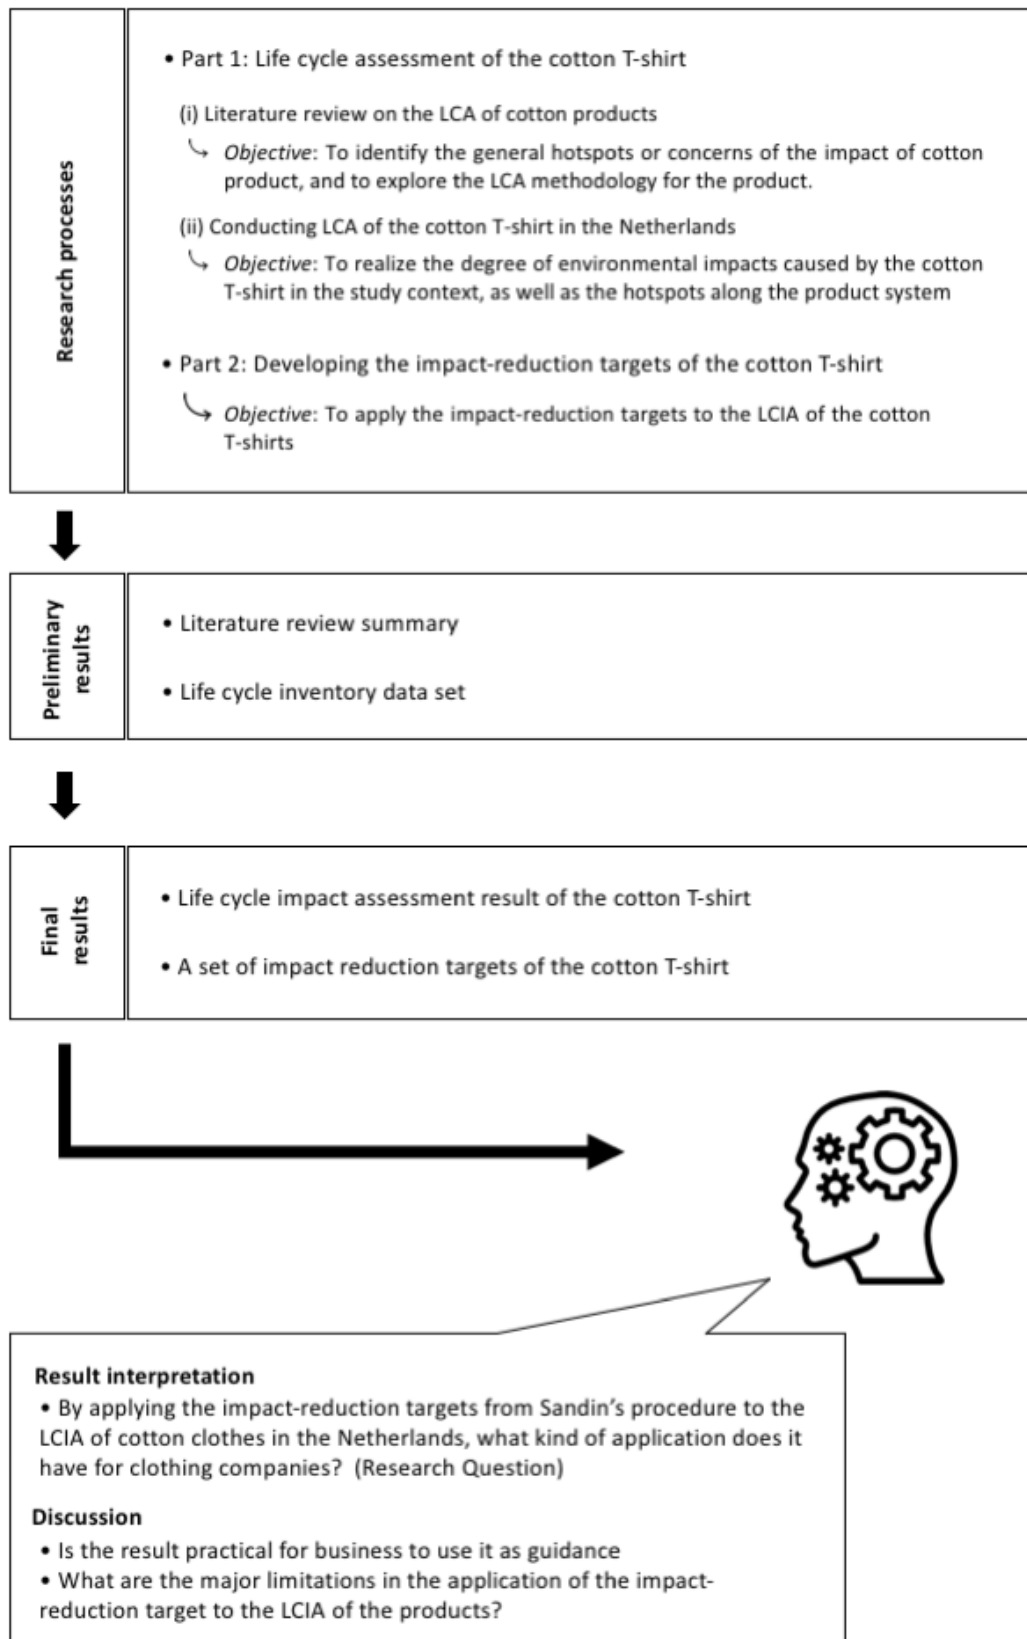 Research processes
• Part 1: Life cycle assessment of the cotton T-shirt
(i) Literature review on the LCA of cotton products
Objective: To identify the general hotspots or concerns of the impact of cotton
product, and to explore the LCA methodology for the product.
(ii) Conducting LCA of the cotton T-shirt in the Netherlands
Objective: To realize the degree of environmental impacts caused by the cotton
T-shirt in the study context, as well as the hotspots along the product system
• Part 2: Developing the impact-reduction targets of the cotton T-shirt
Objective: To apply the impact-reduction targets to the LCIA of the cotton
T-shirts
Preliminary
results
• Literature review summary
• Life cycle inventory data set
Final
results
• Life cycle impact assessment result of the cotton T-shirt
• A set of impact reduction targets of the cotton T-shirt
Result interpretation
• By applying the impact-reduction targets from Sandin's procedure to the
LCIA of cotton clothes in the Netherlands, what kind of application does it
have for clothing companies? (Research Question)
Discussion
• Is the result practical for business to use it as guidance
• What are the major limitations in the application of the impact-
reduction target to the LCIA of the products?